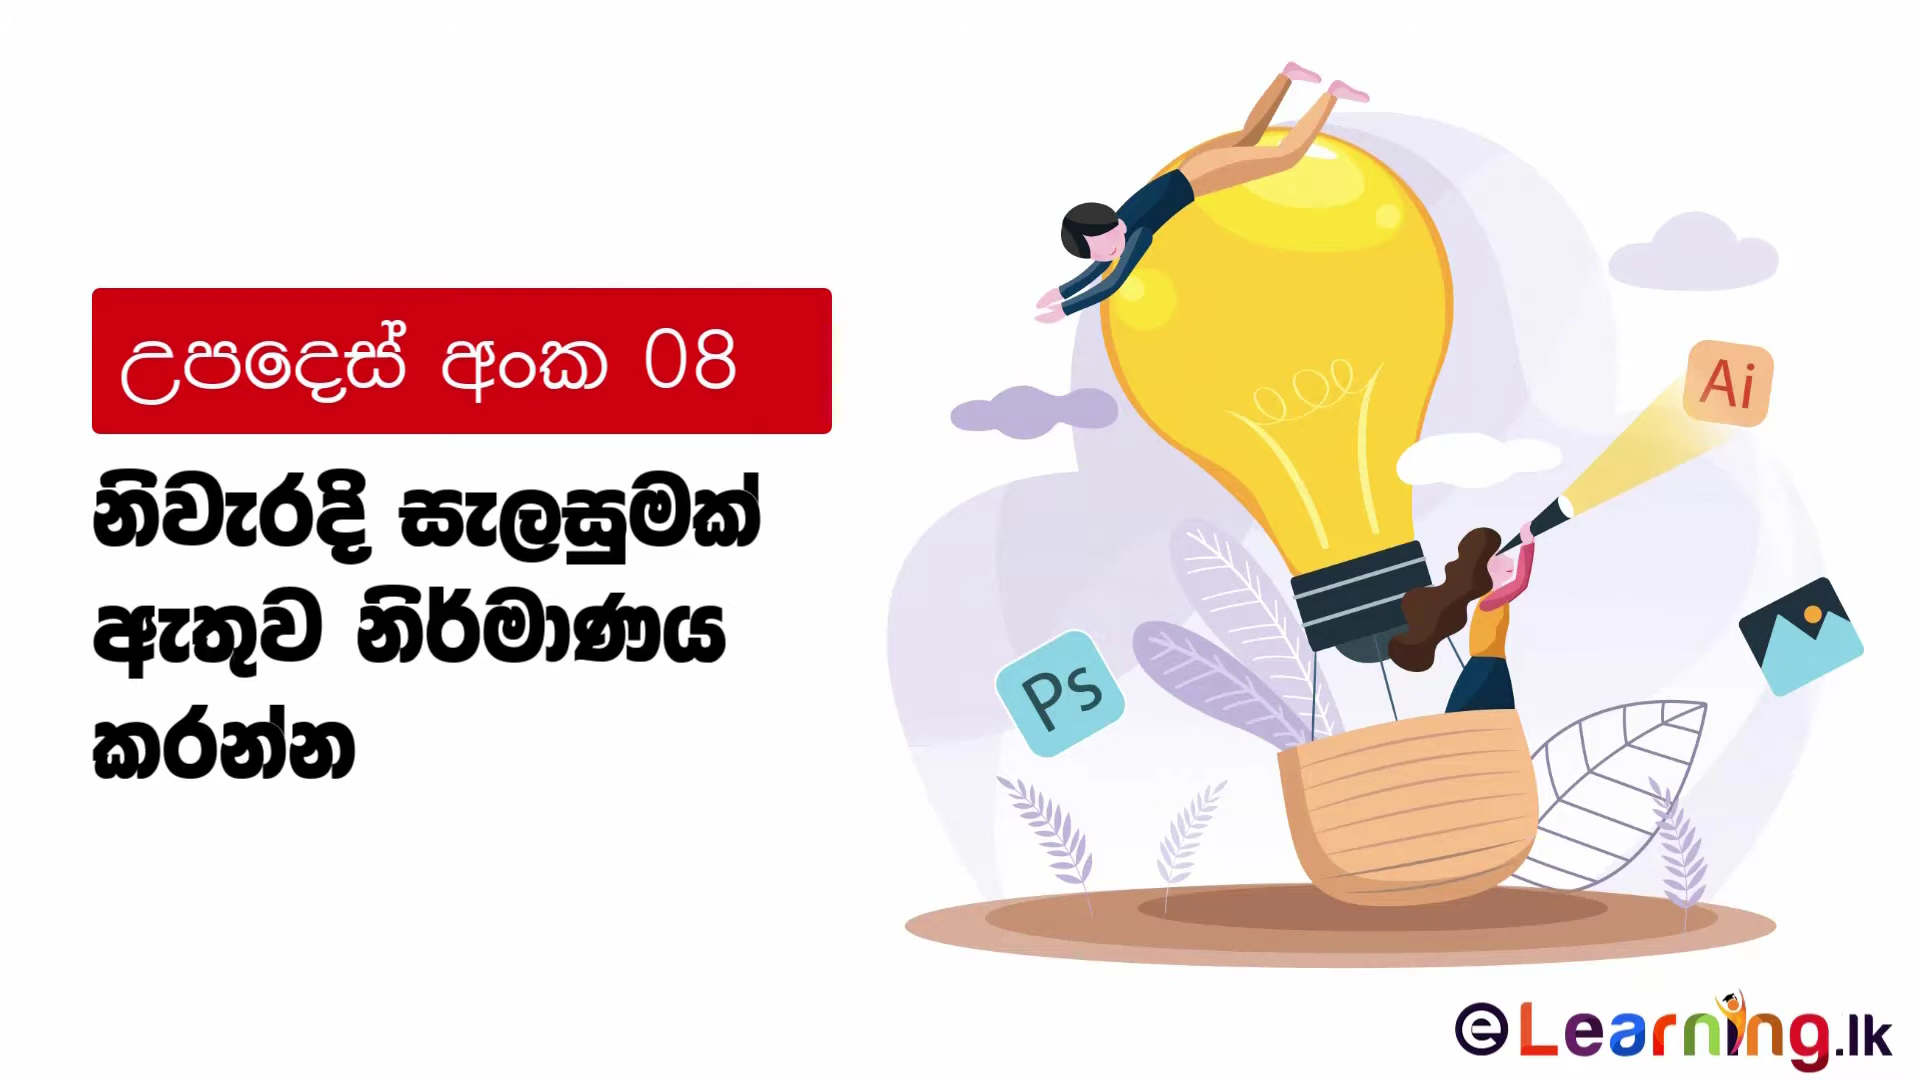 උපදෙස් අංක 08
නිවැරදි සැලසුමක්
ඇතුව නිර්මාණය
කරන්න
Ai
Ps
eLearning.lk